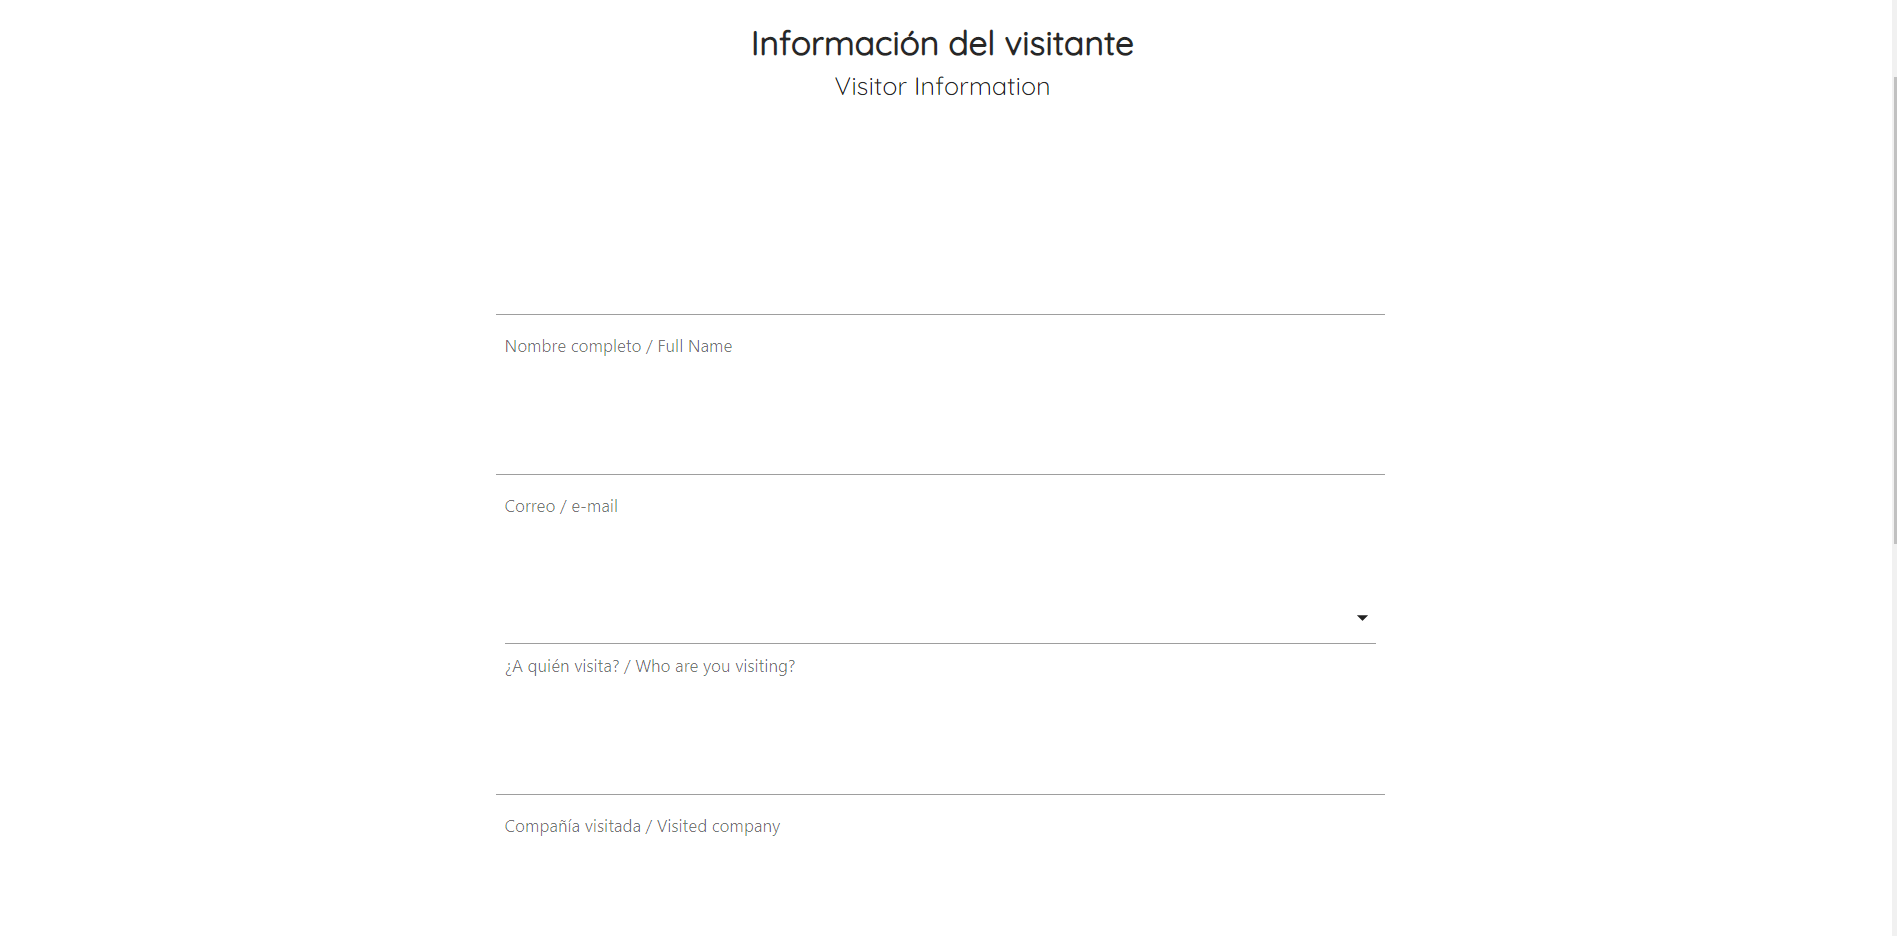 Información del visitante
Visitor Information
Nombre completo / Full Name
Correo / e-mail
¿A quién visita? / Who are you visiting?
Compañía visitada / Visited company